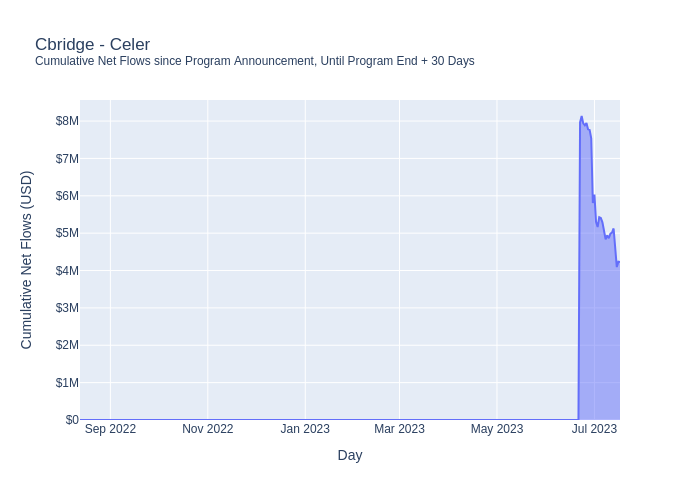 Cbridge - Celer
Cumulative Net Flows since Program Announcement, Until Program End + 30 Days
Cumulative Net Flows (USD)
$8M
$7M
$6M
$5M
$4M
$3M
$2M
$1M
$0
Sep 2022
Nov 2022
Jan 2023
Mar 2023
May 2023
Jul 2023
Day